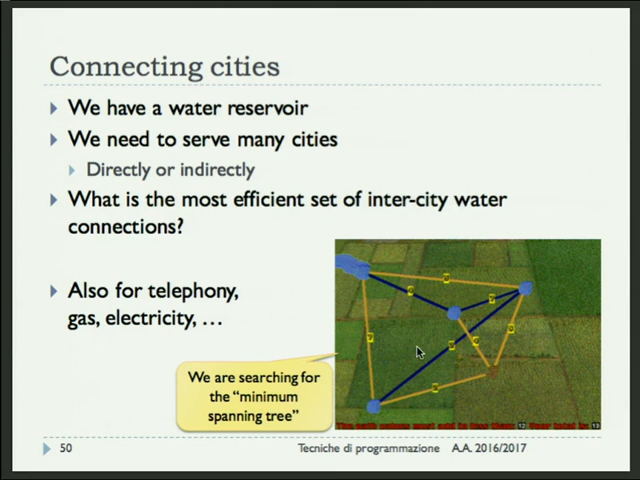 Connecting cities
We have a water reservoir
We need to serve many cities
Directly or indirectly
What is the most efficient set of inter-city water
connections?
Also for telephony,
gas, electricity, …
We are searching for
the “minimum
spanning tree”
50
Tecniche di programmazione A.A. 2016/2017